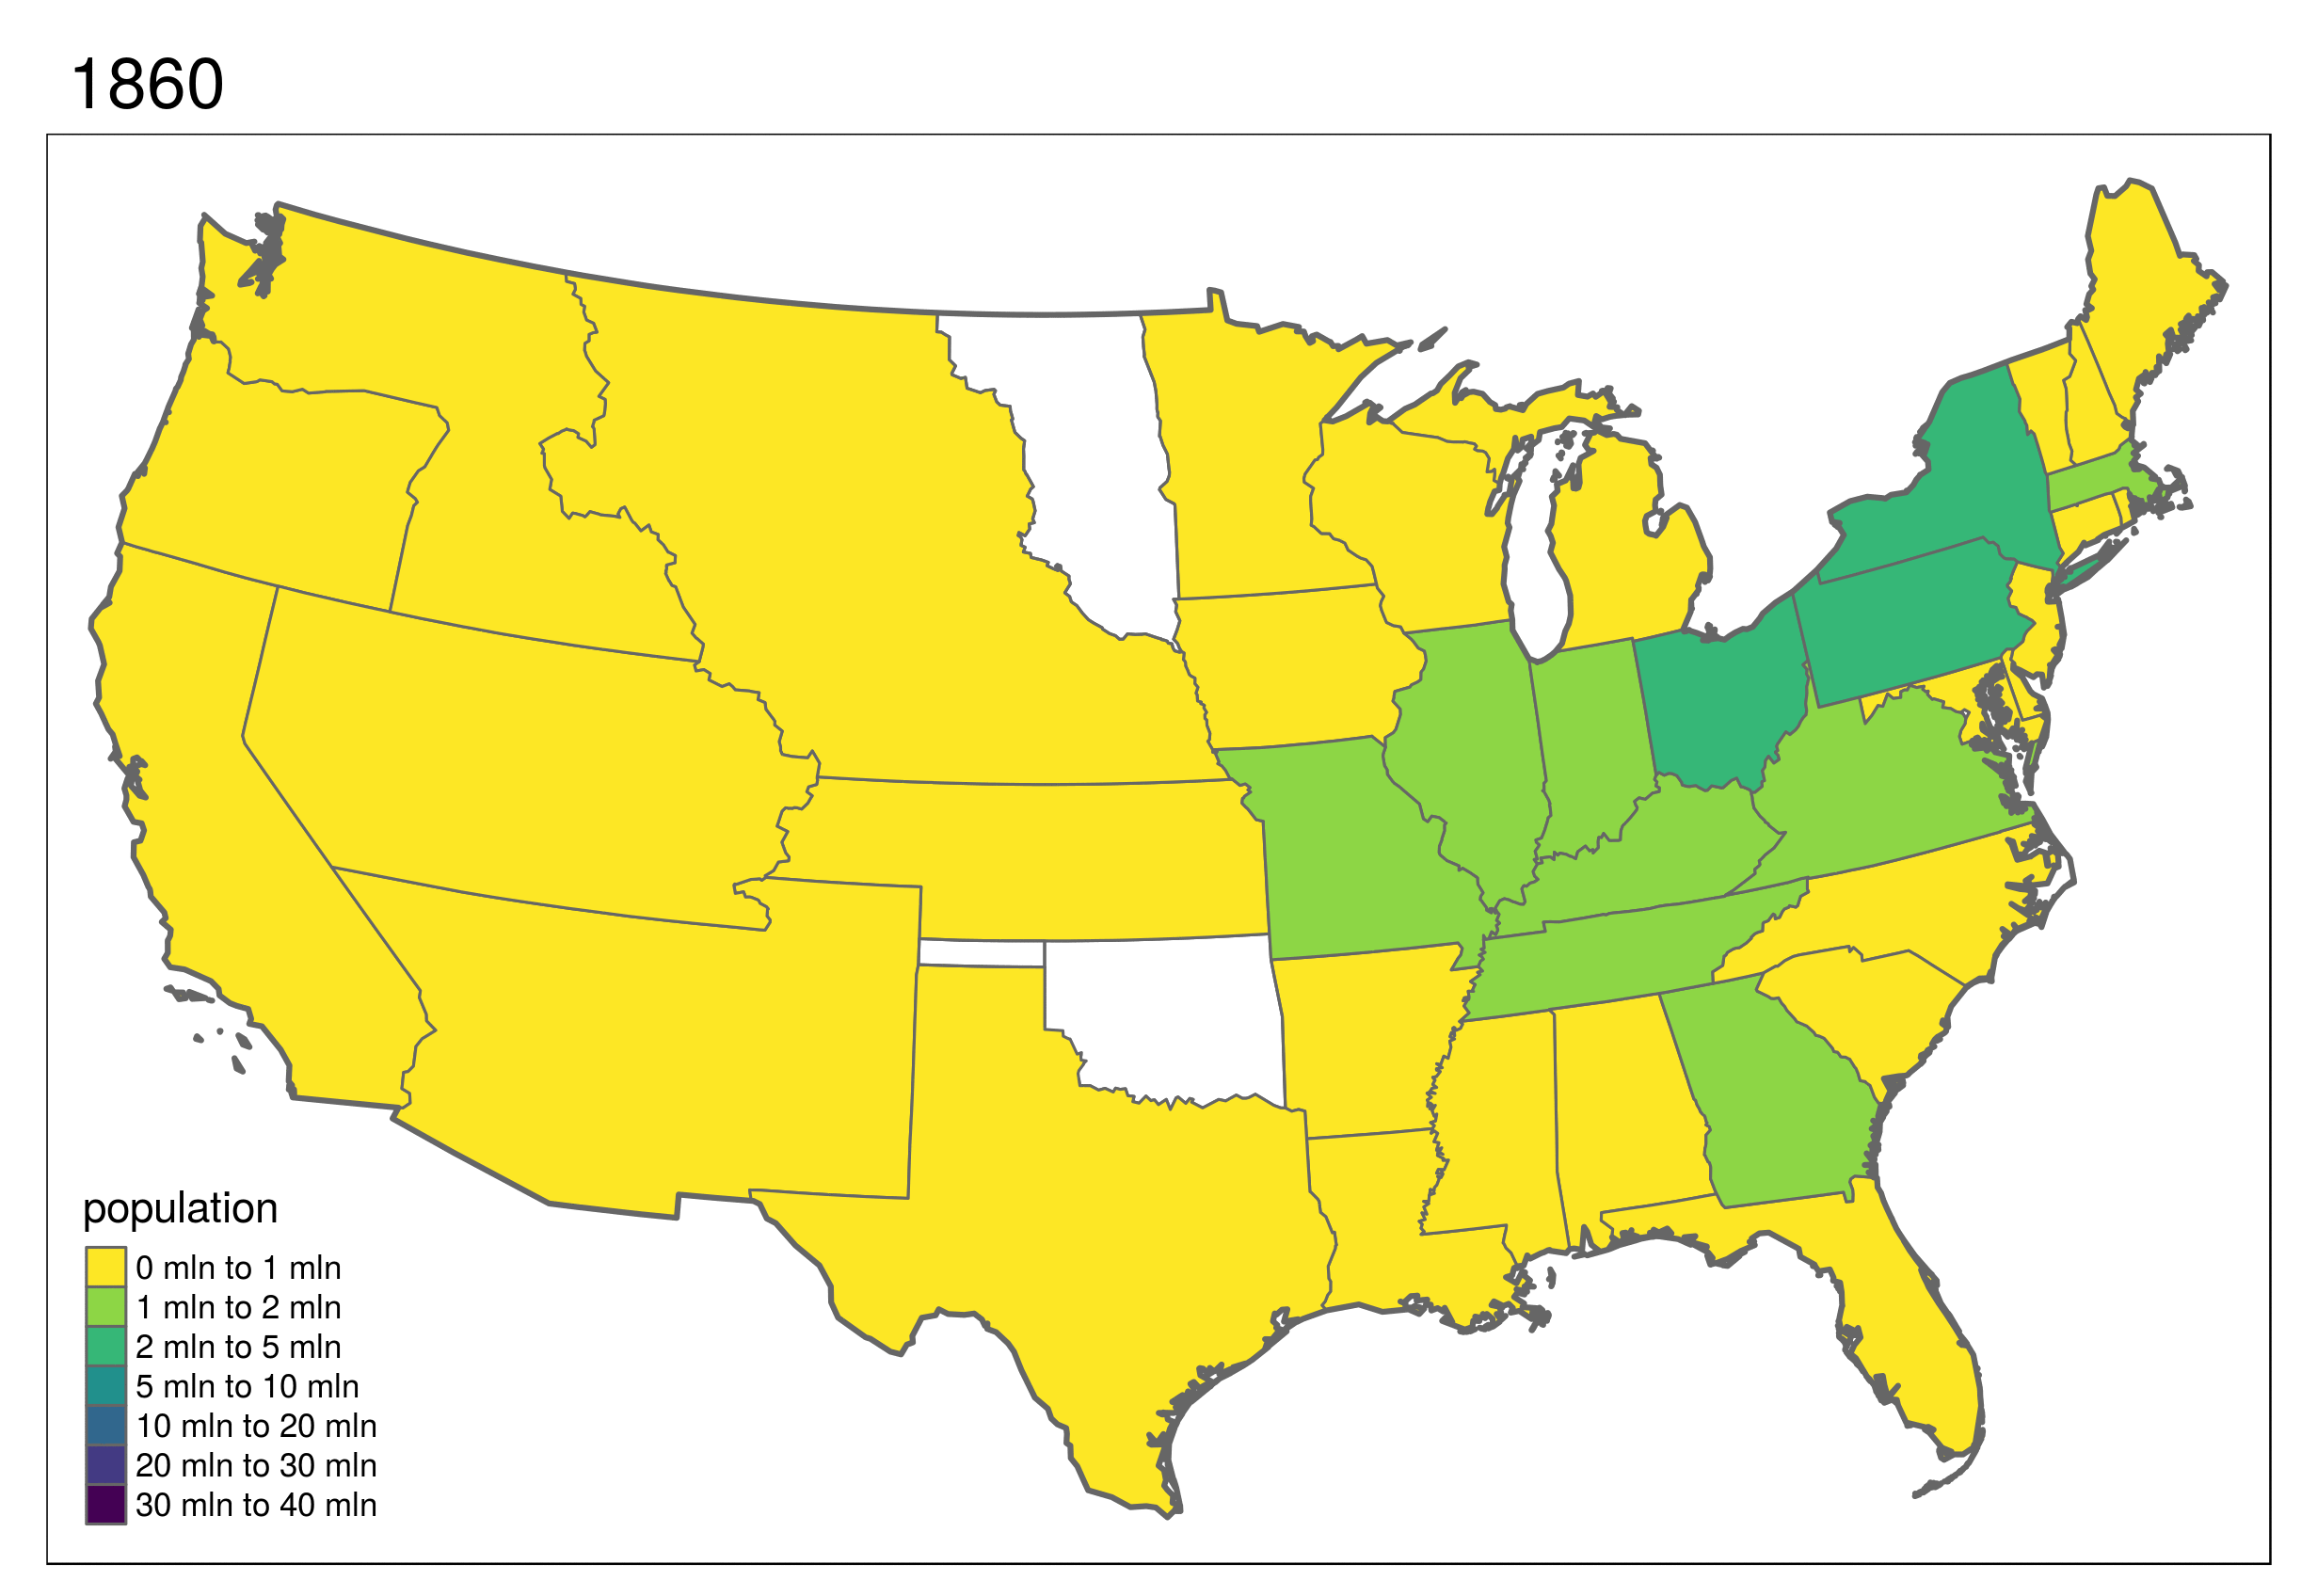 1860
population
0 mln to 1 mln
1 mln to 2 mln
2 mln to 5 mln
5 mln to 10 mln
10 mln to 20 mln
20 mln to 30 mln
30 mln to 40 mln